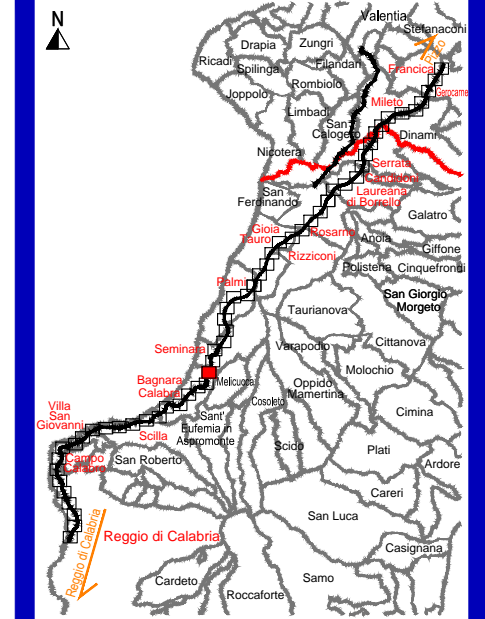 N
Valentia
Stefanaconi
Pizzo
Zungri
Drapia
Filandari
Francica
Ricadi
Spilinga
Rombiolo
Gerocarne
Joppolo
Mileto
Limbadi
San
Calogero
Dinami
Nicotera
Serrata
Candidoni
San
Ferdinando
Laureana
di Borrello
Galatro
Gioia
Tauro
Rosarno
Anoia
Giffone
Rizziconi
Polistena
Cinquefrondi
Palmi
San Giorgio
Morgeto
Taurianova
Seminara
Varapodio
Cittanova
Molochio
Bagnara
Calabra
Melicucca
Oppido
Mamertina
Cosoleto
Villa
San
Giovanni
Sant'
Eufemia in
Aspromonte
Cimina
Scilla
Scido
Plati
Campo
Calabro
San Roberto
Ardore
Careri
Reggio di Calabria
San Luca
Reggio di Calabria
Casignana
Cardeto
Samo
Roccaforte